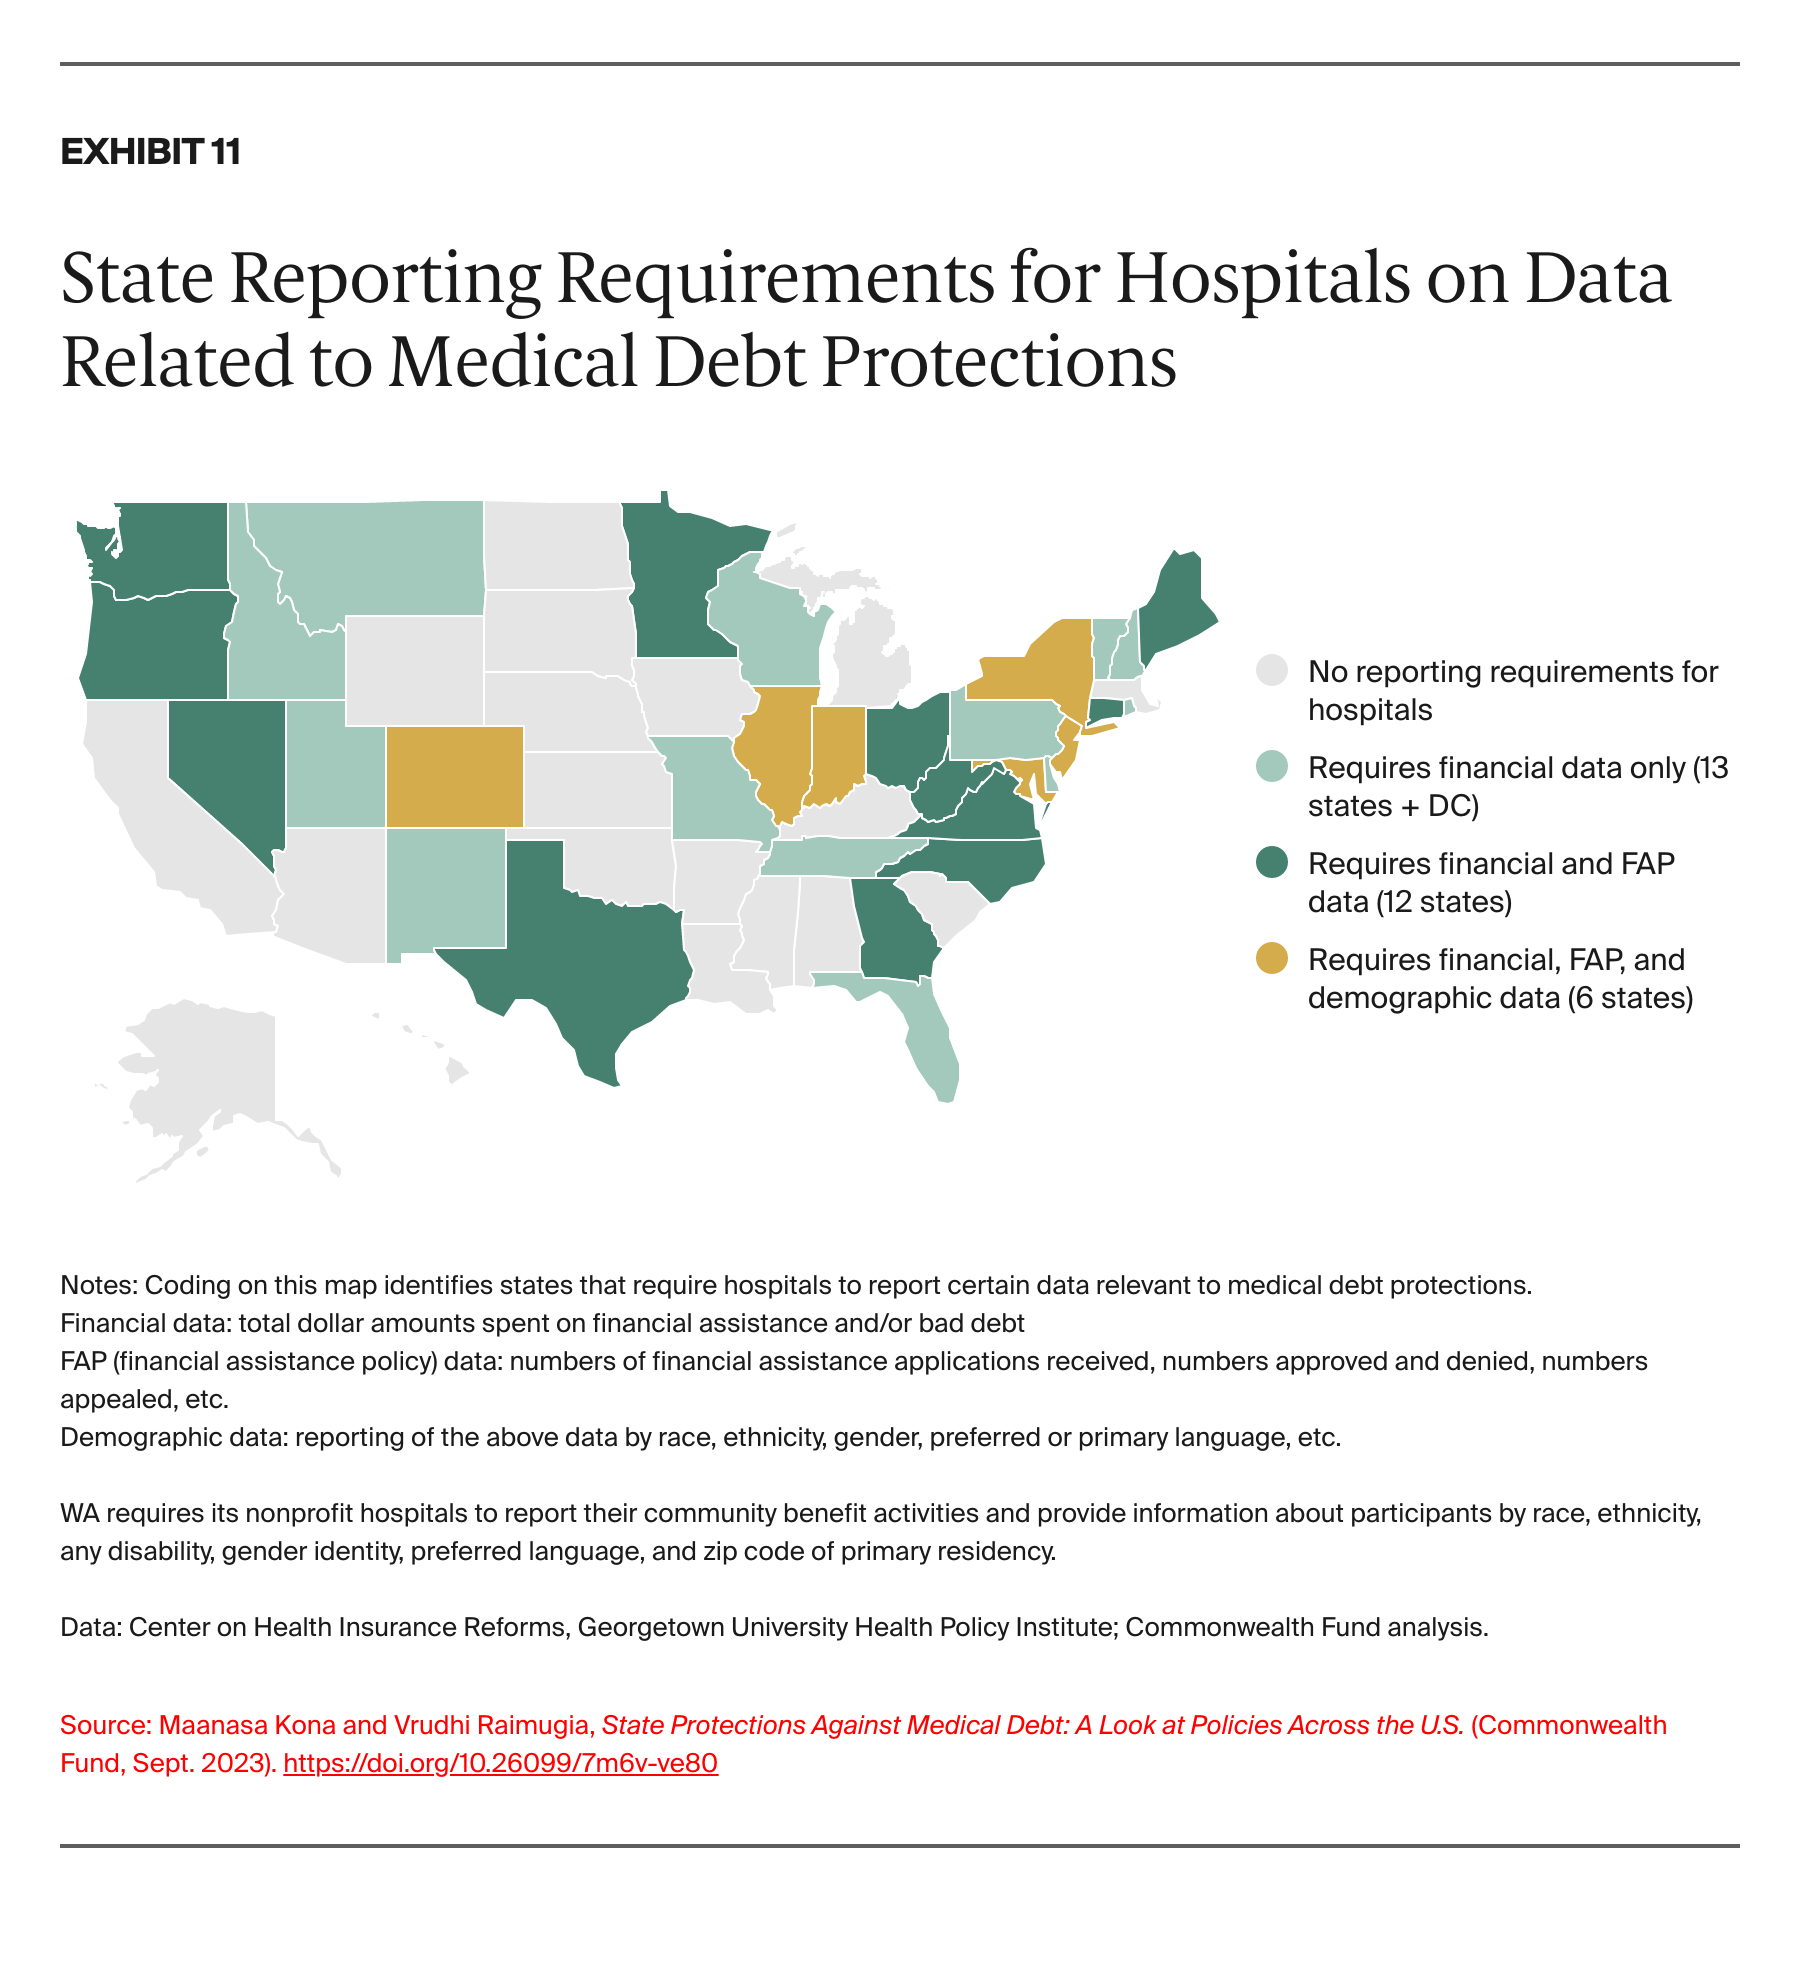 EXHIBIT 11
State Reporting Requirements for Hospitals on Data
Related to Medical Debt Protections
No reporting requirements for
hospitals
Requires financial data only (13
states + DC)
Requires financial and FAP
data (12 states)
Requires financial, FAP, and
demographic data (6 states)
Notes: Coding on this map identifies states that require hospitals to report certain data relevant to medical debt protections.
Financial data: total dollar amounts spent on financial assistance and/or bad debt
FAP (financial assistance policy) data: numbers of financial assistance applications received, numbers approved and denied, numbers
appealed, etc.
Demographic data: reporting of the above data by race, ethnicity, gender, preferred or primary language, etc.
WA requires its nonprofit hospitals to report their community benefit activities and provide information about participants by race, ethnicity,
any disability, gender identity, preferred language, and zip code of primary residency.
Data: Center on Health Insurance Reforms, Georgetown University Health Policy Institute; Commonwealth Fund analysis.
Source: Maanasa Kona and Vrudhi Raimugia, State Protections Against Medical Debt: A Look at Policies Across the U.S. (Commonwealth
Fund, Sept. 2023). https://doi.org/10.26099/7m6v-ve80